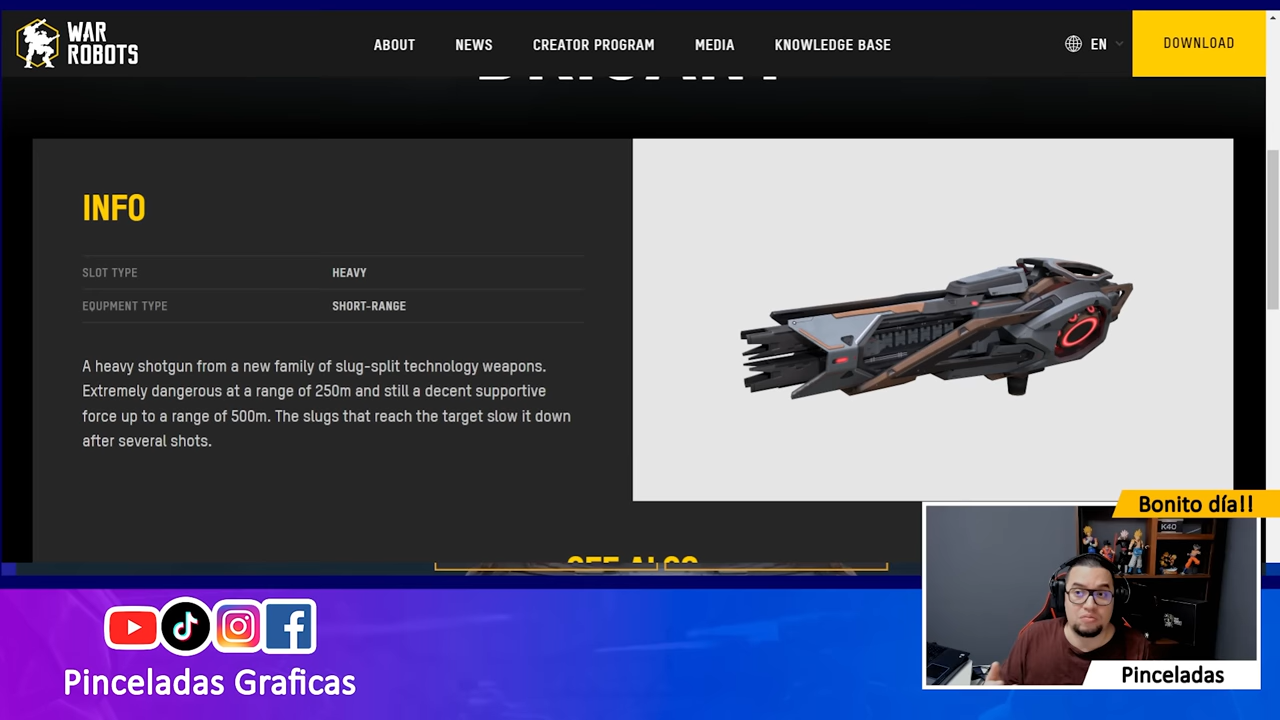 WAR
ROBOTS
ABOUT
NEWS
CREATOR PROGRAM
MEDIA
KNOWLEDGE BASE
EN
DOWNLOAD
INFO
SLOT TYPE
HEAVY
EQUPMENT TYPE
SHORT-RANGE
A heavy shotgun from a new family of slug-split technology weapons.
Extremely dangerous at a range of 250m and still a decent supportive
force up to a range of 500m. The slugs that reach the target slow it down
after several shots.
SEE ALSO
Bonito día!!
K40
Pinceladas
Pinceladas Graficas